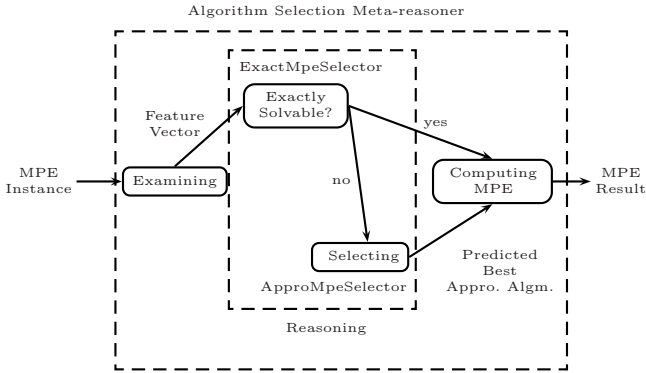 Algorithm Selection Meta-reasoner
ExactMpeSelector
Exactly
Solvable?
Feature
Vector
yes
MPE
Instance
Examining
no
Computing
MPE
MPE
Result
Selecting
ApproMpeSelector
Predicted
Best
Appro. Algm.
Reasoning